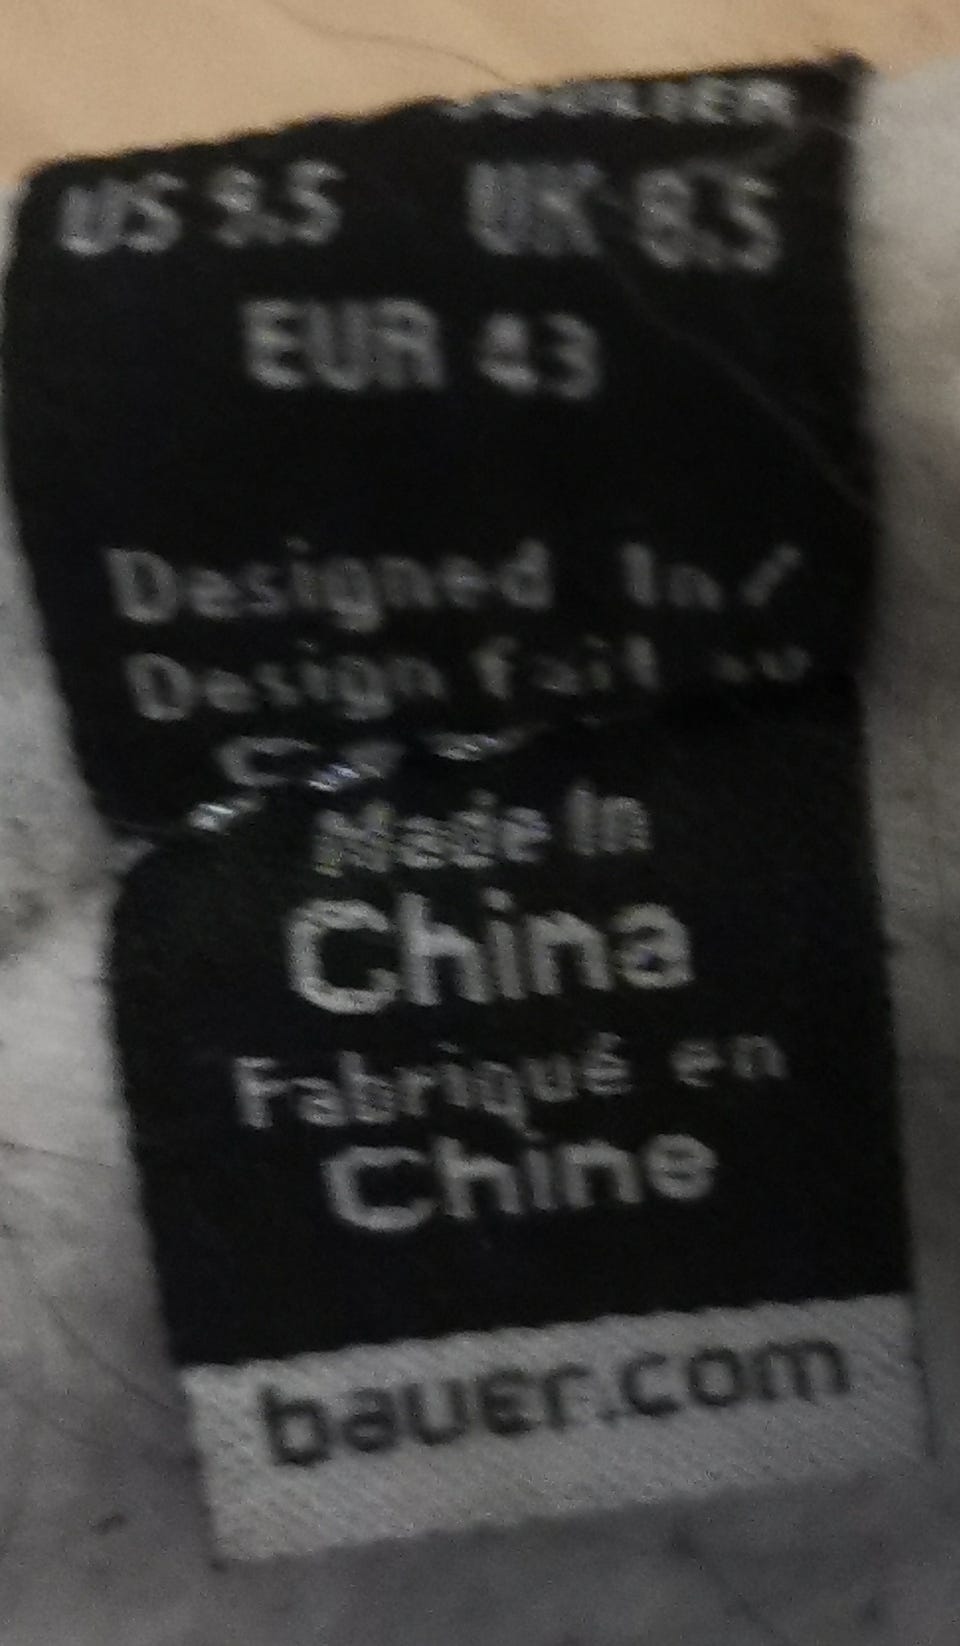 US 9.5 UK 8.5
EUR 43
Designed In/
Design fait au
Made In
China
Fabriqué en
Chine
bauer.com